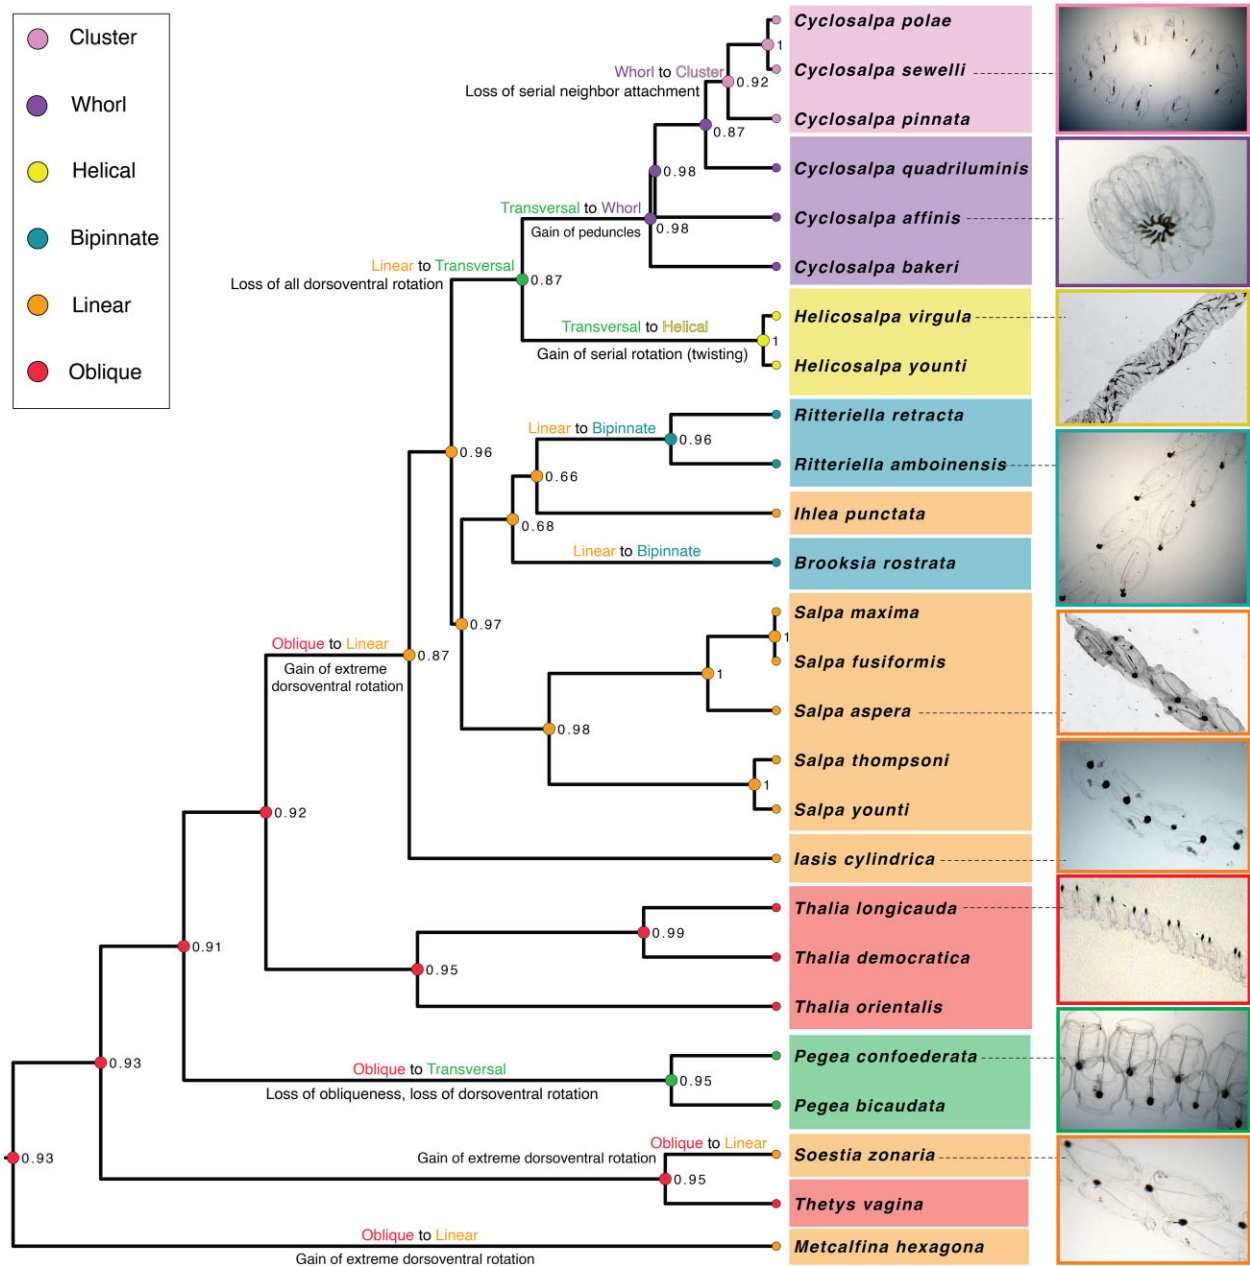 Cluster
Whorl
Helical
Bipinnate
Linear
Oblique
Cyclosalpa polae
1
Whorl to Cluster
Cyclosalpa sewelli
0.92
Loss of serial neighbor attachment
Cyclosalpa pinnata
0.87
Cyclosalpa quadriluminis
0.98
Transversal to Whorl
Cyclosalpa affinis
Gain of peduncles
0.98
Linear to Transversal
Cyclosalpa bakeri
Loss of all dorsoventral rotation
0.87
Helicosalpa virgula
Transversal to Helical
1
Gain of serial rotation (twisting)
Helicosalpa younti
Ritteriella retracta
Linear to Bipinnate
0.96
0.96
Ritteriella amboinensis
0.66
Ihlea punctata
0.68
Linear to Bipinnate
Brooksia rostrata
Salpa maxima
0.97
1
Oblique to Linear
0.87
Salpa fusiformis
Gain of extreme
dorsoventral rotation
1
Salpa aspera
0.98
Salpa thompsoni
1
Salpa younti
0.92
Iasis cylindrica
Thalia longicauda
0.99
0.91
Thalia democratica
0.95
Thalia orientalis
Pegea confoederata
0.93
Oblique to Transversal
0.95
Loss of obliqueness, loss of dorsoventral rotation
Pegea bicaudata
Oblique to Linear
Soestia zonaria
0.93
Gain of extreme dorsoventral rotation
0.95
Thetys vagina
Oblique to Linear
Metcalfina hexagona
Gain of extreme dorsoventral rotation